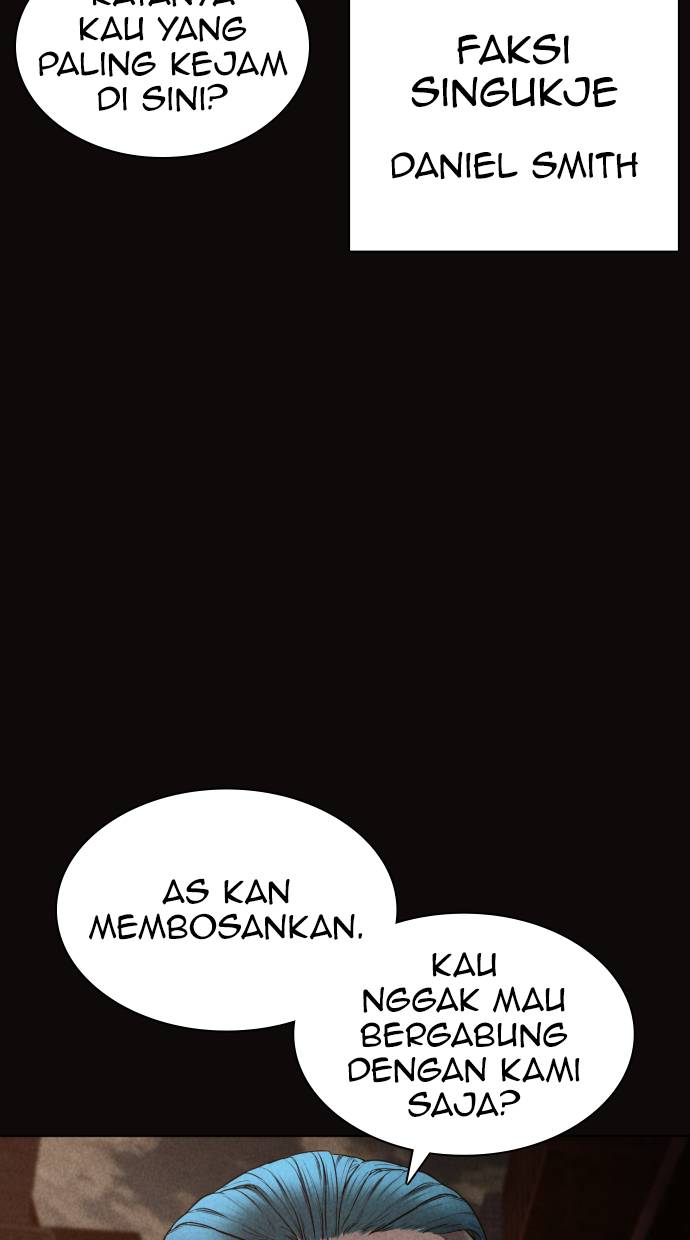 KATANYA
KAU YANG
PALING KEJAM
DI SINI?
FAKSI
SINGUKJE
DANIEL SMITH
AS KAN
MEMBOSANKAN.
KAU
NGGAK MAU
BERGABUNG
DENGAN KAMI
SAJA?